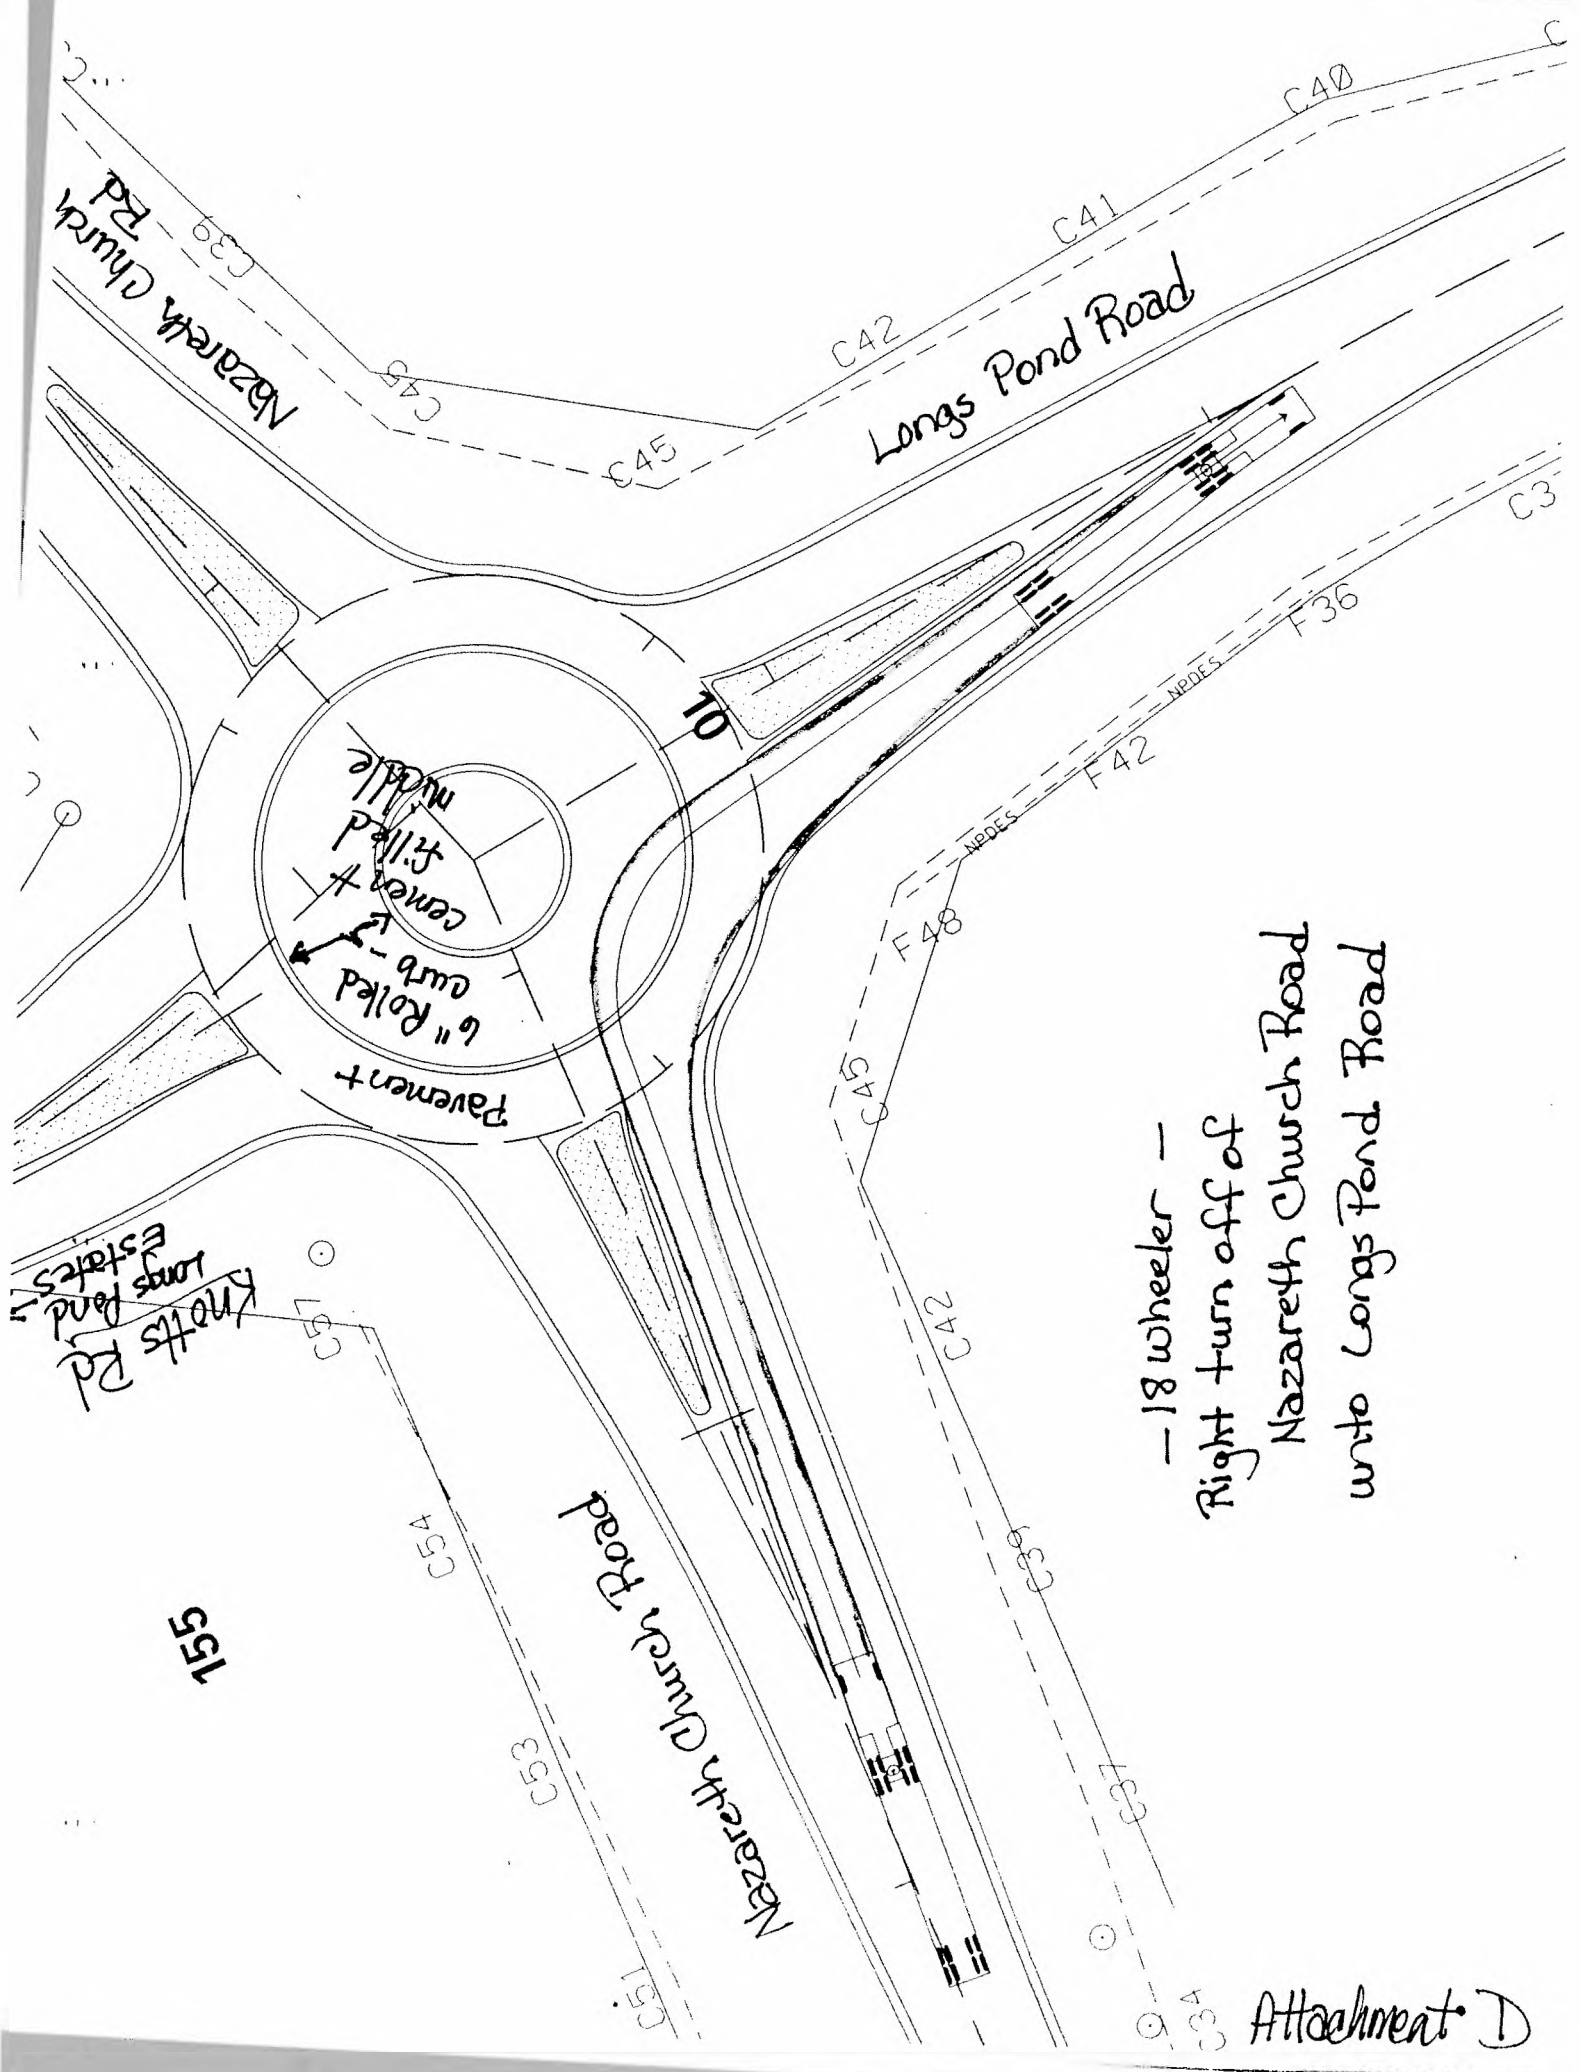 C40
C39
C41
Nazareth Church
Rd
C42
C43
C45
Longs Pond Road
C3
F36
NPDES
F42
NPDES
F48
10
6" Rolled
curb -
cement
filled
middle
Pavement
C45
Knotts Rd
Longs Pond
Estates
C57
C42
C54
155
Nazareth Church Road
C53
C39
C37
C51
C34
- 18 wheeler -
Right turn off of
Nazareth Church Road
unto Longs Pond Road
Attachment D